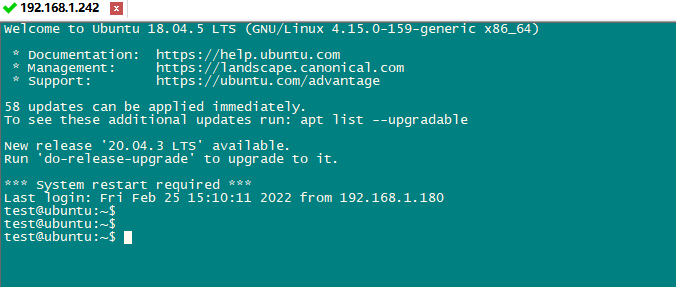 192.168.1.242
Welcome to Ubuntu 18.04.5 LTS (GNU/Linux 4.15.0-159-generic x86_64)
* Documentation:  https://help.ubuntu.com
* Management:     https://landscape.canonical.com
* Support:        https://ubuntu.com/advantage
58 updates can be applied immediately.
To see these additional updates run: apt list --upgradable
New release '20.04.3 LTS' available.
Run 'do-release-upgrade' to upgrade to it.
*** System restart required ***
Last login: Fri Feb 25 15:10:11 2022 from 192.168.1.180
test@ubuntu:~$
test@ubuntu:~$
test@ubuntu:~$